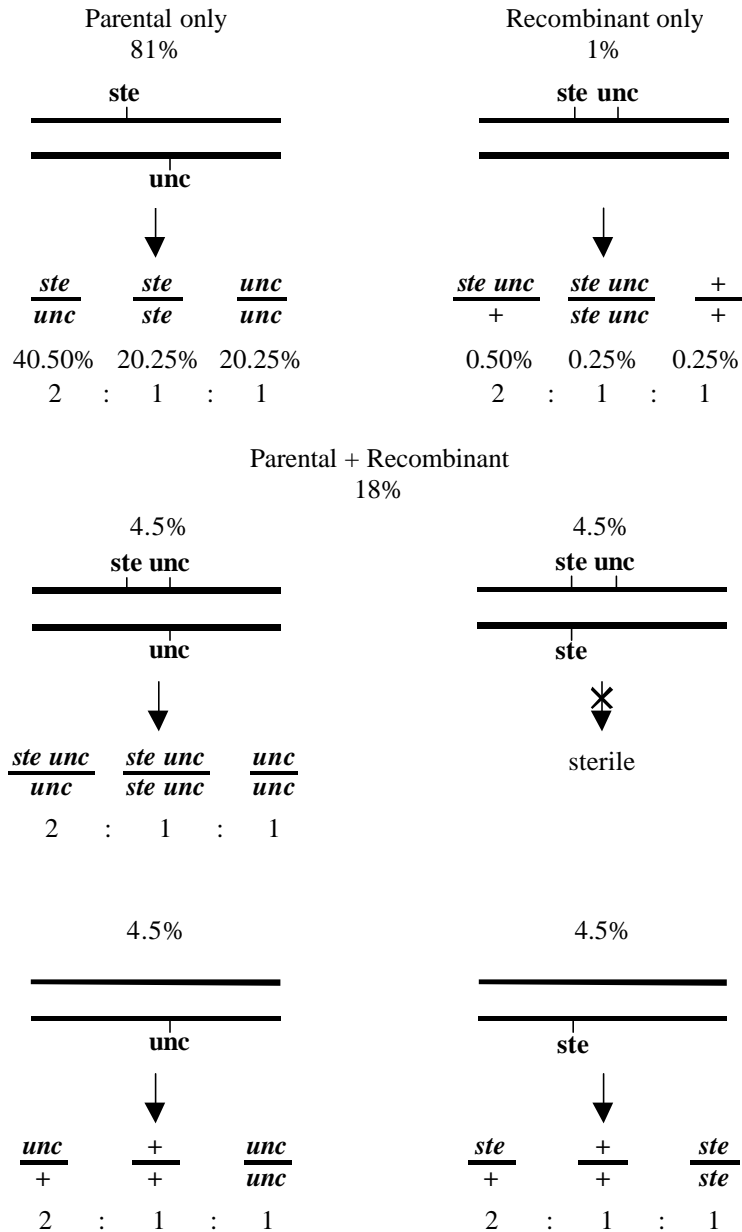 Parental only
81%
ste
unc
ste ste unc
unc ste unc
40.50% 20.25% 20.25%
2 : 1 : 1
Recombinant only
1%
ste unc
ste unc ste unc +
+ ste unc +
0.50% 0.25% 0.25%
2 : 1 : 1
Parental + Recombinant
18%
4.5%
ste unc
unc
ste unc ste unc unc
unc ste unc unc
2 : 1 : 1
4.5%
ste unc
ste
sterile
4.5%
unc
unc + unc
+ + unc
2 : 1 : 1
4.5%
ste
ste + ste
+ + ste
2 : 1 : 1